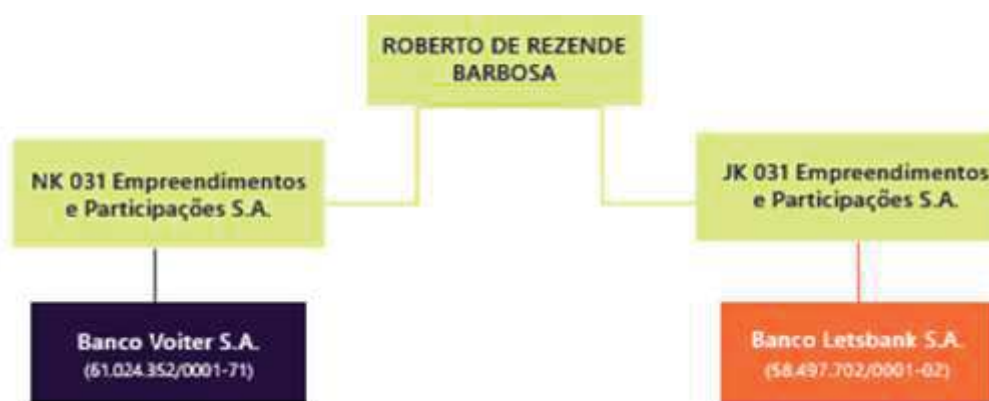 ROBERTO DE REZENDE
BARBOSA
NK 031 Empreendimentos
e Participações S.A.
JK 031 Empreendimentos
e Participações S.A.
Banco Voiter S.A.
(61.024.352/0001-71)
Banco Letsbank S.A.
(58.497.702/0001-02)